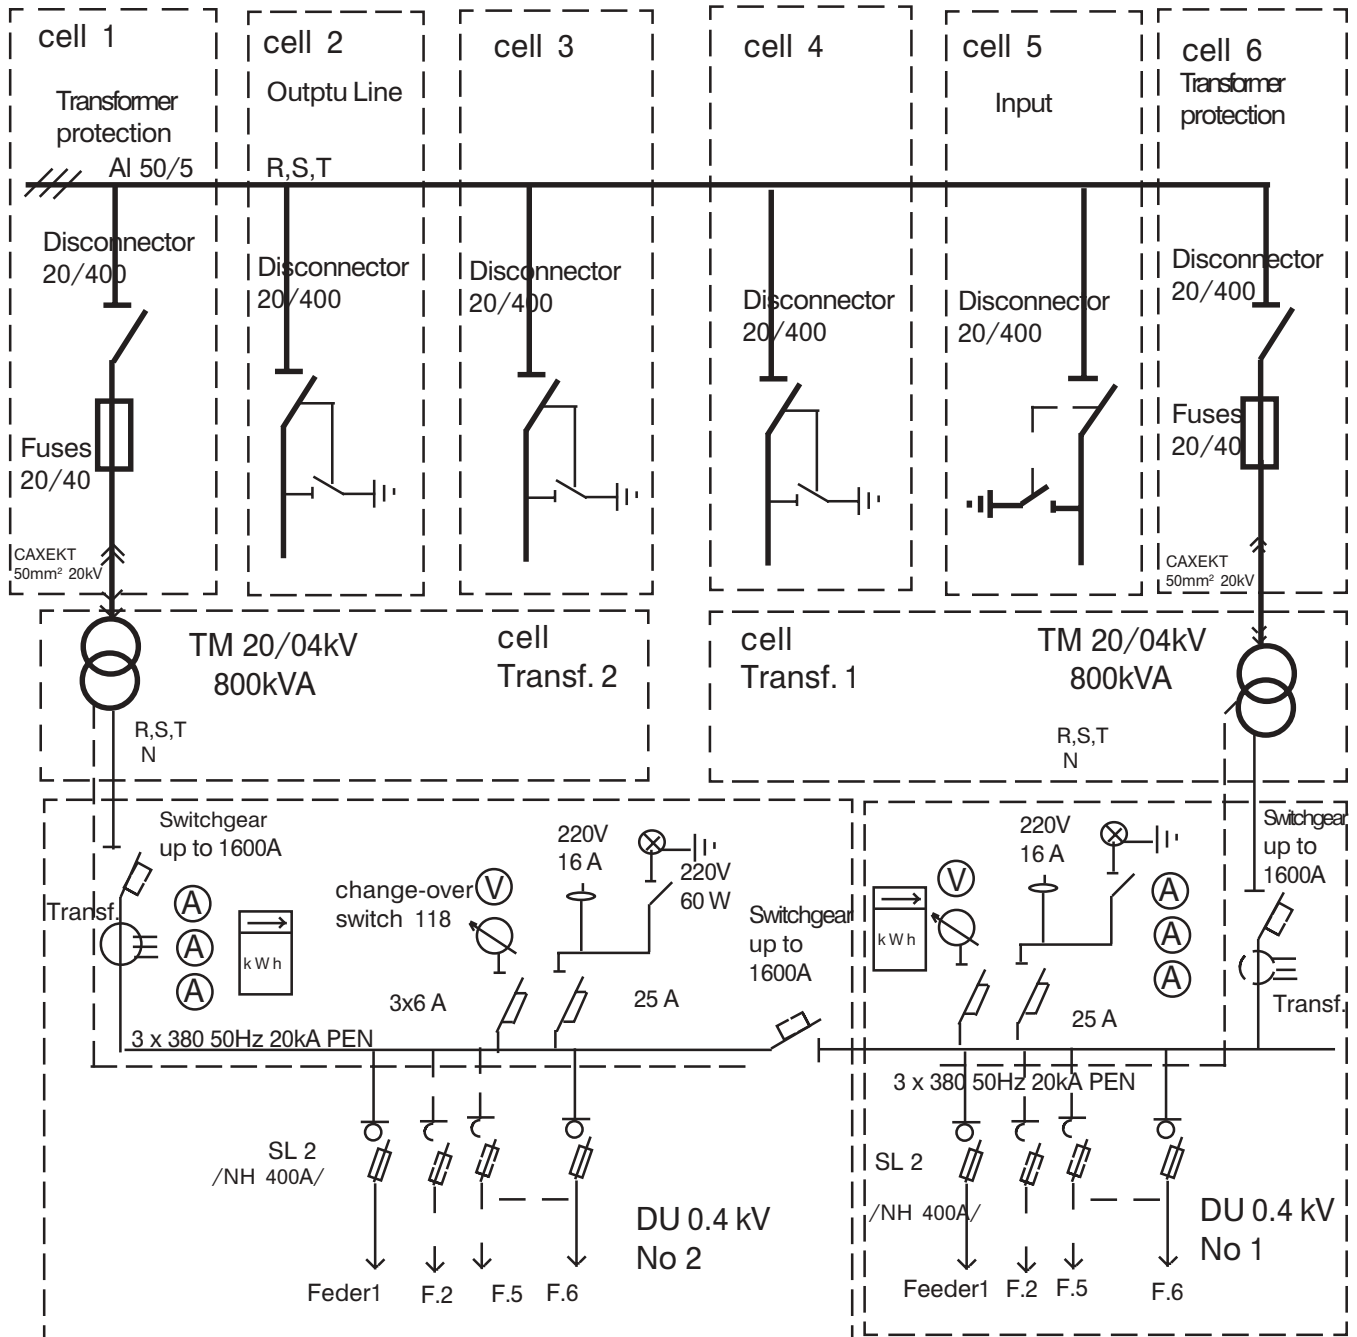 cell 1
Transformer
protection
Al 50/5
Disconnector
20/400
Fuses
20/40
CAXEKT
50mm² 20kV
cell 2
Outptu Line
R,S,T
Disconnector
20/400
cell 3
Disconnector
20/400
cell 4
Disconnector
20/400
cell 5
Input
Disconnector
20/400
cell 6
Transformer
protection
Disconnector
20/400
Fuses
20/40
CAXEKT
50mm² 20kV
TM 20/04kV
800kVA
cell
Transf. 2
R,S,T
N
cell
Transf. 1
TM 20/04kV
800kVA
R,S,T
N
Switchgear
up to 1600A
Transf.
A
A
A
kWh
change-over
switch 118
V
220V
16 A
220V
60 W
3x6 A
25 A
Switchgear
up to
1600A
3 x 380 50Hz 20kA PEN
SL 2
/NH 400A/
Feder1
F.2
F.5
F.6
DU 0.4 kV
No 2
kWh
V
220V
16 A
A
A
A
Switchgear
up to
1600A
Transf.
25 A
3 x 380 50Hz 20kA PEN
SL 2
/NH 400A/
Feeder1
F.2
F.5
F.6
DU 0.4 kV
No 1